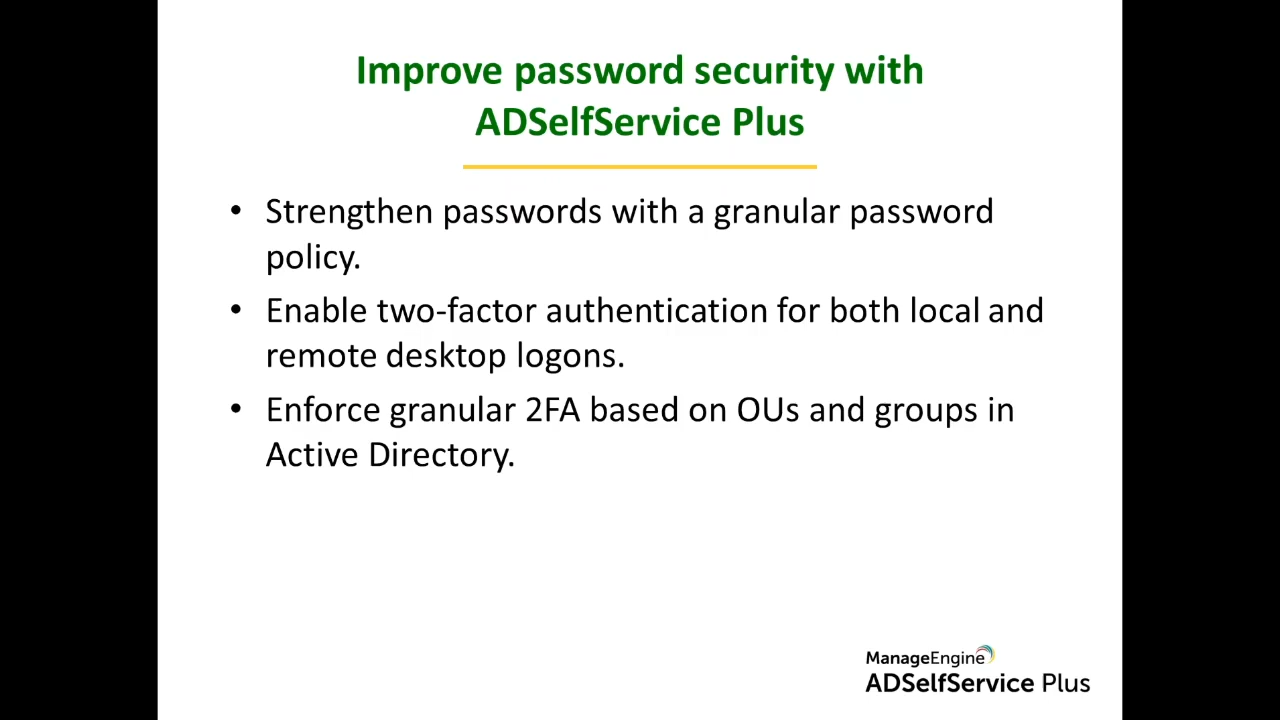 Improve password security with
ADSelfService Plus
• Strengthen passwords with a granular password
policy.
• Enable two-factor authentication for both local and
remote desktop logons.
• Enforce granular 2FA based on OUs and groups in
Active Directory.
ManageEngine
ADSelfService Plus